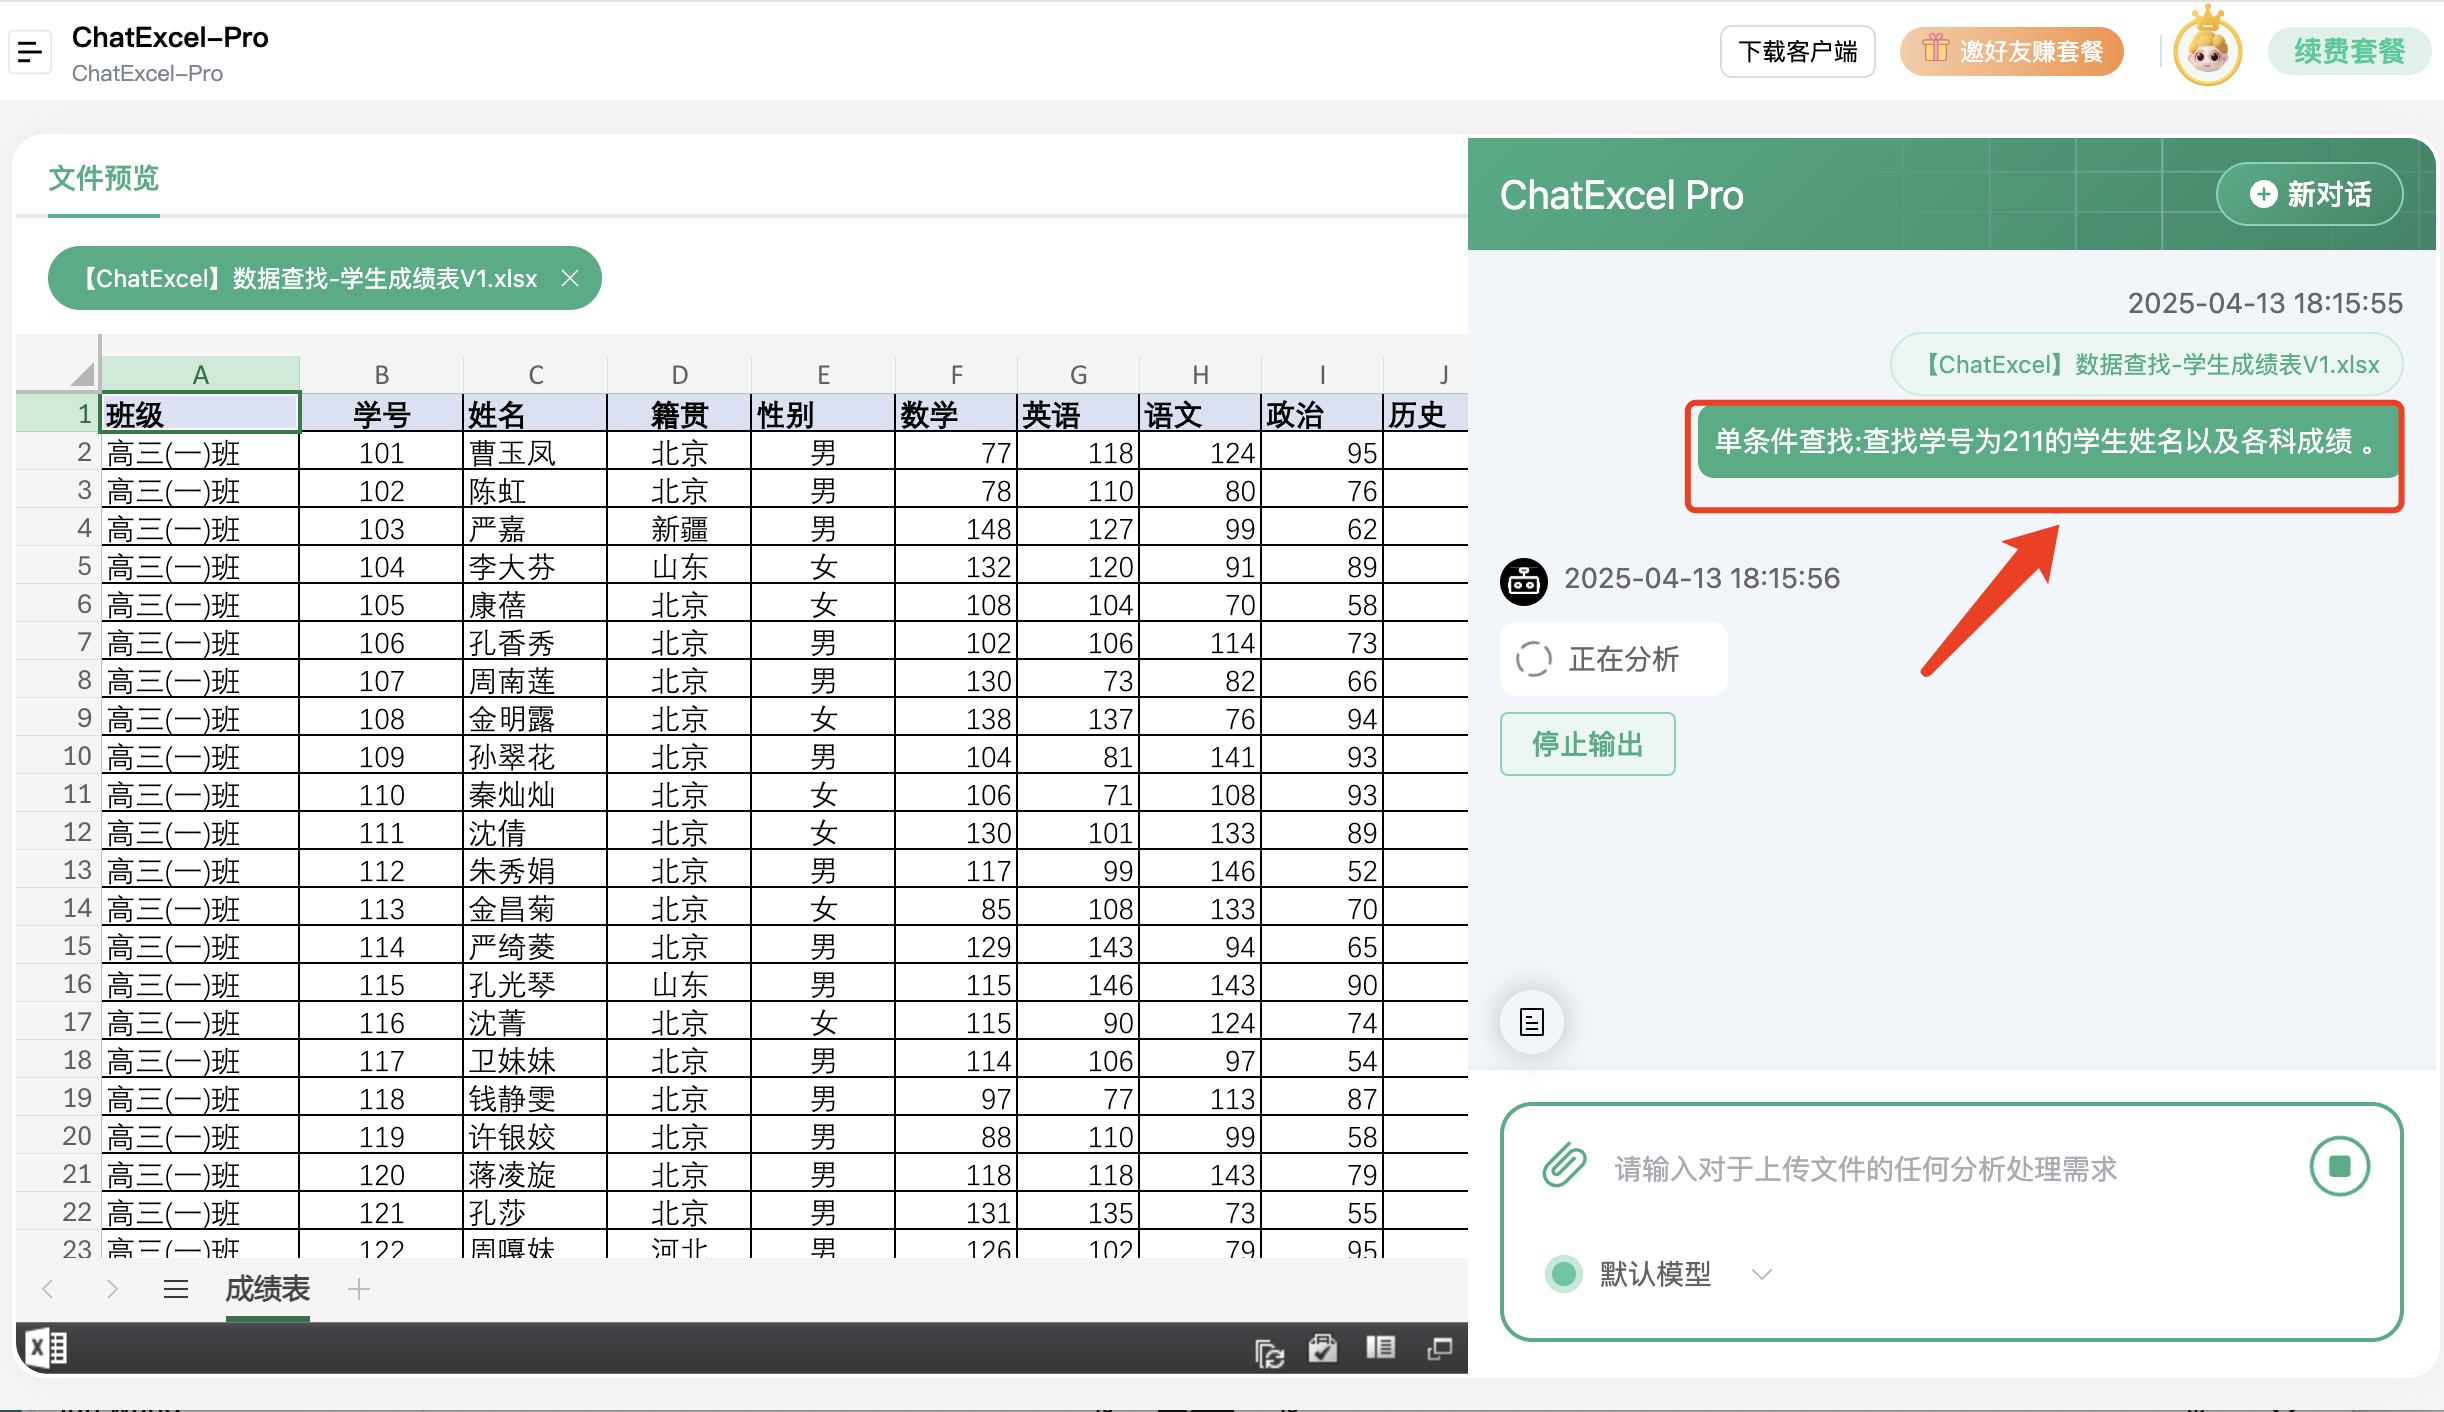 ChatExcel–Pro
ChatExcel–Pro
下载客户端
邀好友赚套餐
续费套餐
文件预览
【ChatExcel】数据查找-学生成绩表V1.xlsx
A B C D E F G H I J
1 班级 学号 姓名 籍贯 性别 数学 英语 语文 政治 历史
2 高三(一)班 101 曹玉凤 北京 男 77 118 124 95
3 高三(一)班 102 陈虹 北京 男 78 110 80 76
4 高三(一)班 103 严嘉 新疆 男 148 127 99 62
5 高三(一)班 104 李大芬 山东 女 132 120 91 89
6 高三(一)班 105 康蓓 北京 女 108 104 70 58
7 高三(一)班 106 孔香秀 北京 男 102 106 114 73
8 高三(一)班 107 周南莲 北京 男 130 73 82 66
9 高三(一)班 108 金明露 北京 女 138 137 76 94
10 高三(一)班 109 孙翠花 北京 男 104 81 141 93
11 高三(一)班 110 秦灿灿 北京 女 106 71 108 93
12 高三(一)班 111 沈倩 北京 女 130 101 133 89
13 高三(一)班 112 朱秀娟 北京 男 117 99 146 52
14 高三(一)班 113 金昌菊 北京 女 85 108 133 70
15 高三(一)班 114 严绮菱 北京 男 129 143 94 65
16 高三(一)班 115 孔光琴 山东 男 115 146 143 90
17 高三(一)班 116 沈菁 北京 女 115 90 124 74
18 高三(一)班 117 卫妹妹 北京 男 114 106 97 54
19 高三(一)班 118 钱静雯 北京 男 97 77 113 87
20 高三(一)班 119 许银姣 北京 男 88 110 99 58
21 高三(一)班 120 蒋凌旋 北京 男 118 118 143 79
22 高三(一)班 121 孔莎 北京 男 131 135 73 55
23 高三(一)班 122 周嘎妹 河北 男 126 102 79 95
成绩表
ChatExcel Pro
新对话
2025-04-13 18:15:55
【ChatExcel】数据查找-学生成绩表V1.xlsx
单条件查找:查找学号为211的学生姓名以及各科成绩 。
2025-04-13 18:15:56
正在分析
停止输出
请输入对于上传文件的任何分析处理需求
默认模型